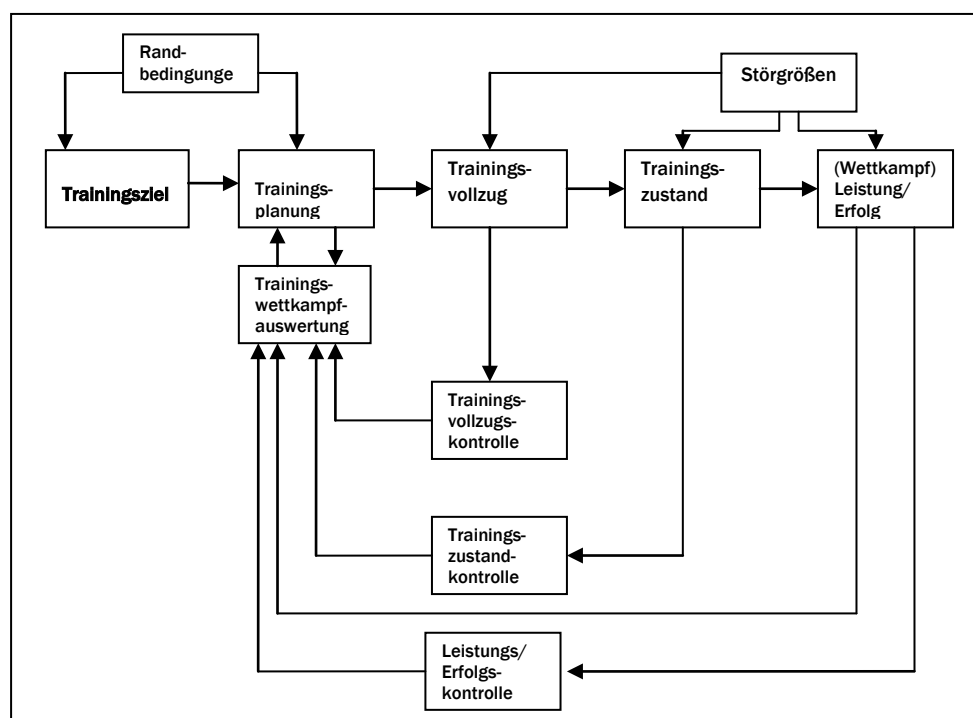 Rand-
bedingunge
Störgrößen
Trainingsziel
Trainings-
planung
Trainings-
vollzug
Trainings-
zustand
(Wettkampf)
Leistung/
Erfolg
Trainings-
wettkampf-
auswertung
Trainings-
vollzugs-
kontrolle
Trainings-
zustand-
kontrolle
Leistungs/
Erfolgs-
kontrolle